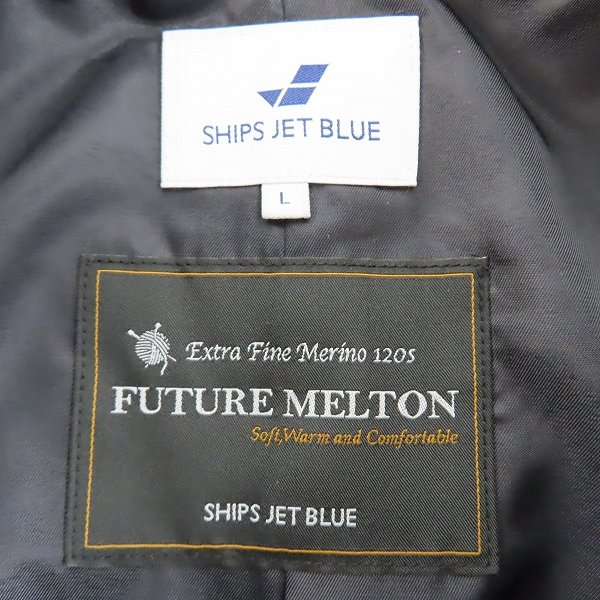 SHIPS JET BLUE
L
Extra Fine Merino 120s
FUTURE MELTON
Soft,Warm and Comfortable
SHIPS JET BLUE